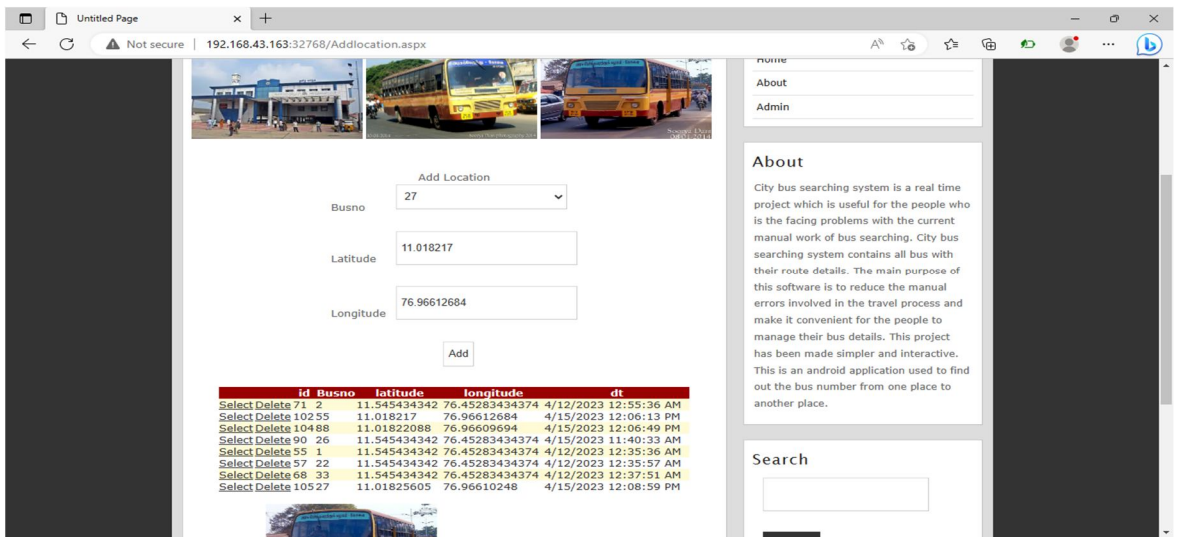 Untitled Page
Not secure | 192.168.43.163:32768/Addlocation.aspx
Home
About
Admin
Add Location
Busno 27
Latitude 11.018217
Longitude 76.96612684
Add
id Busno latitude longitude dt
Select Delete 71 2 11.545434342 76.45283434374 4/12/2023 12:55:36 AM
Select Delete 102 55 11.018217 76.96612684 4/15/2023 12:06:13 PM
Select Delete 104 88 11.01822088 76.96609694 4/15/2023 12:06:49 PM
Select Delete 90 26 11.545434342 76.45283434374 4/15/2023 11:40:33 AM
Select Delete 55 1 11.545434342 76.45283434374 4/12/2023 12:35:36 AM
Select Delete 57 22 11.545434342 76.45283434374 4/12/2023 12:35:57 AM
Select Delete 68 33 11.545434342 76.45283434374 4/12/2023 12:37:51 AM
Select Delete 105 27 11.01825605 76.96610248 4/15/2023 12:08:59 PM
About
City bus searching system is a real time
project which is useful for the people who
is the facing problems with the current
manual work of bus searching. City bus
searching system contains all bus with
their route details. The main purpose of
this software is to reduce the manual
errors involved in the travel process and
make it convenient for the people to
manage their bus details. This project
has been made simpler and interactive.
This is an android application used to find
out the bus number from one place to
another place.
Search